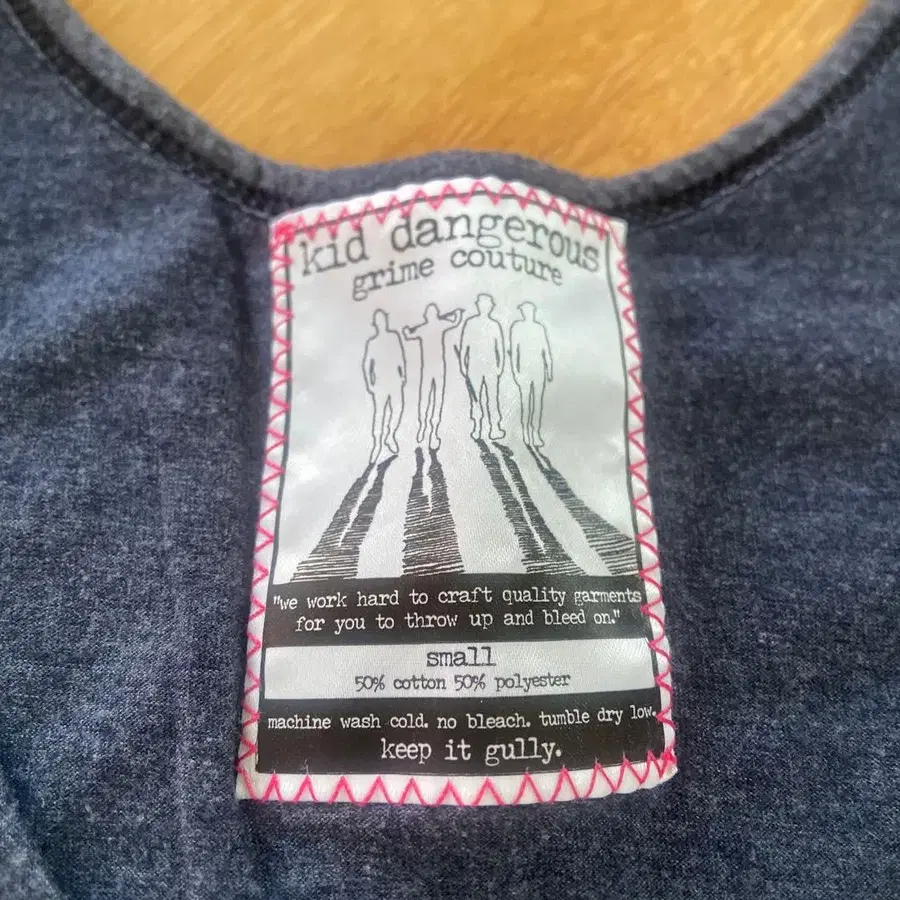 kid dangerous
grime couture
"we work hard to craft quality garments
for you to throw up and bleed on."
small
50% cotton 50% polyester
machine wash cold. no bleach. tumble dry low.
keep it gully.